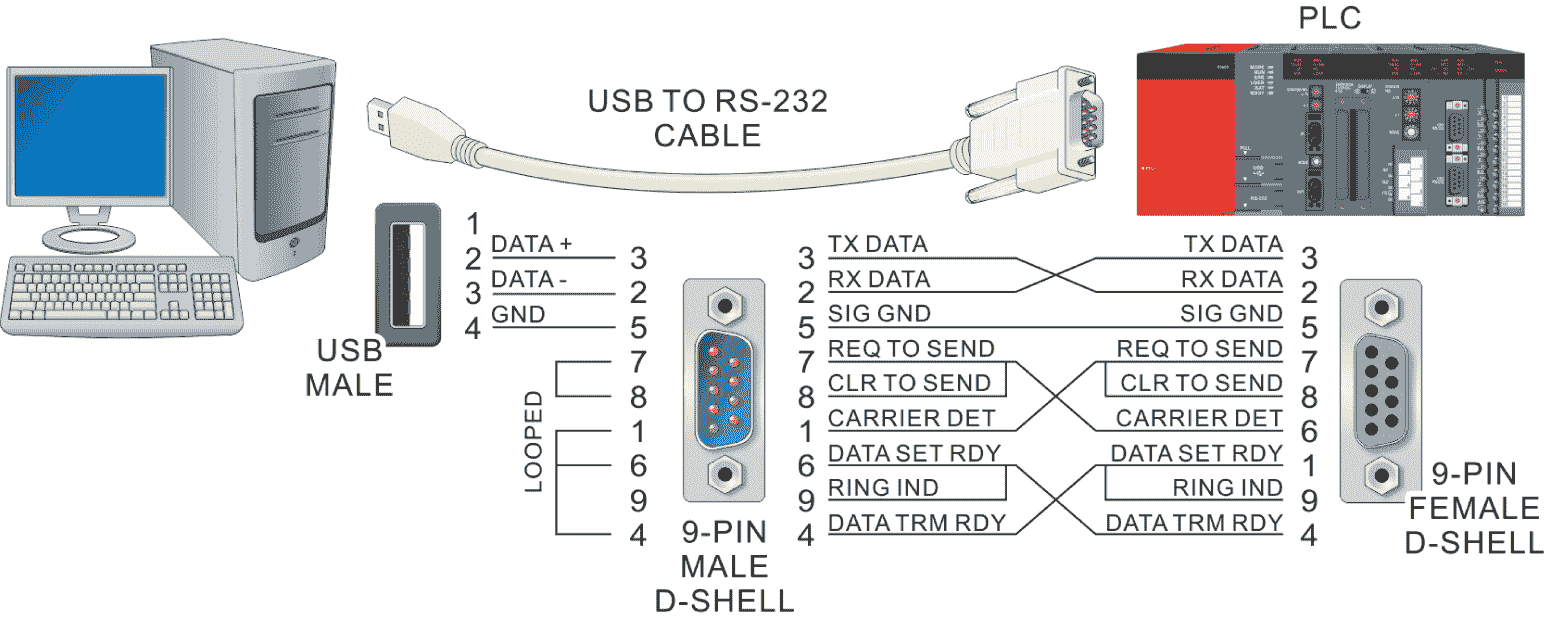 PLC
USB TO RS-232
CABLE
1
DATA +
2
DATA -
3
GND
4
USB
MALE
3
2
5
7
8
1
6
9
4
LOOPED
9-PIN
MALE
D-SHELL
3 TX DATA
2 RX DATA
5 SIG GND
7 REQ TO SEND
8 CLR TO SEND
1 CARRIER DET
6 DATA SET RDY
9 RING IND
4 DATA TRM RDY
TX DATA 3
RX DATA 2
SIG GND 5
REQ TO SEND 7
CLR TO SEND 8
CARRIER DET 6
DATA SET RDY 1
RING IND 9
DATA TRM RDY 4
9-PIN
FEMALE
D-SHELL
RS-232